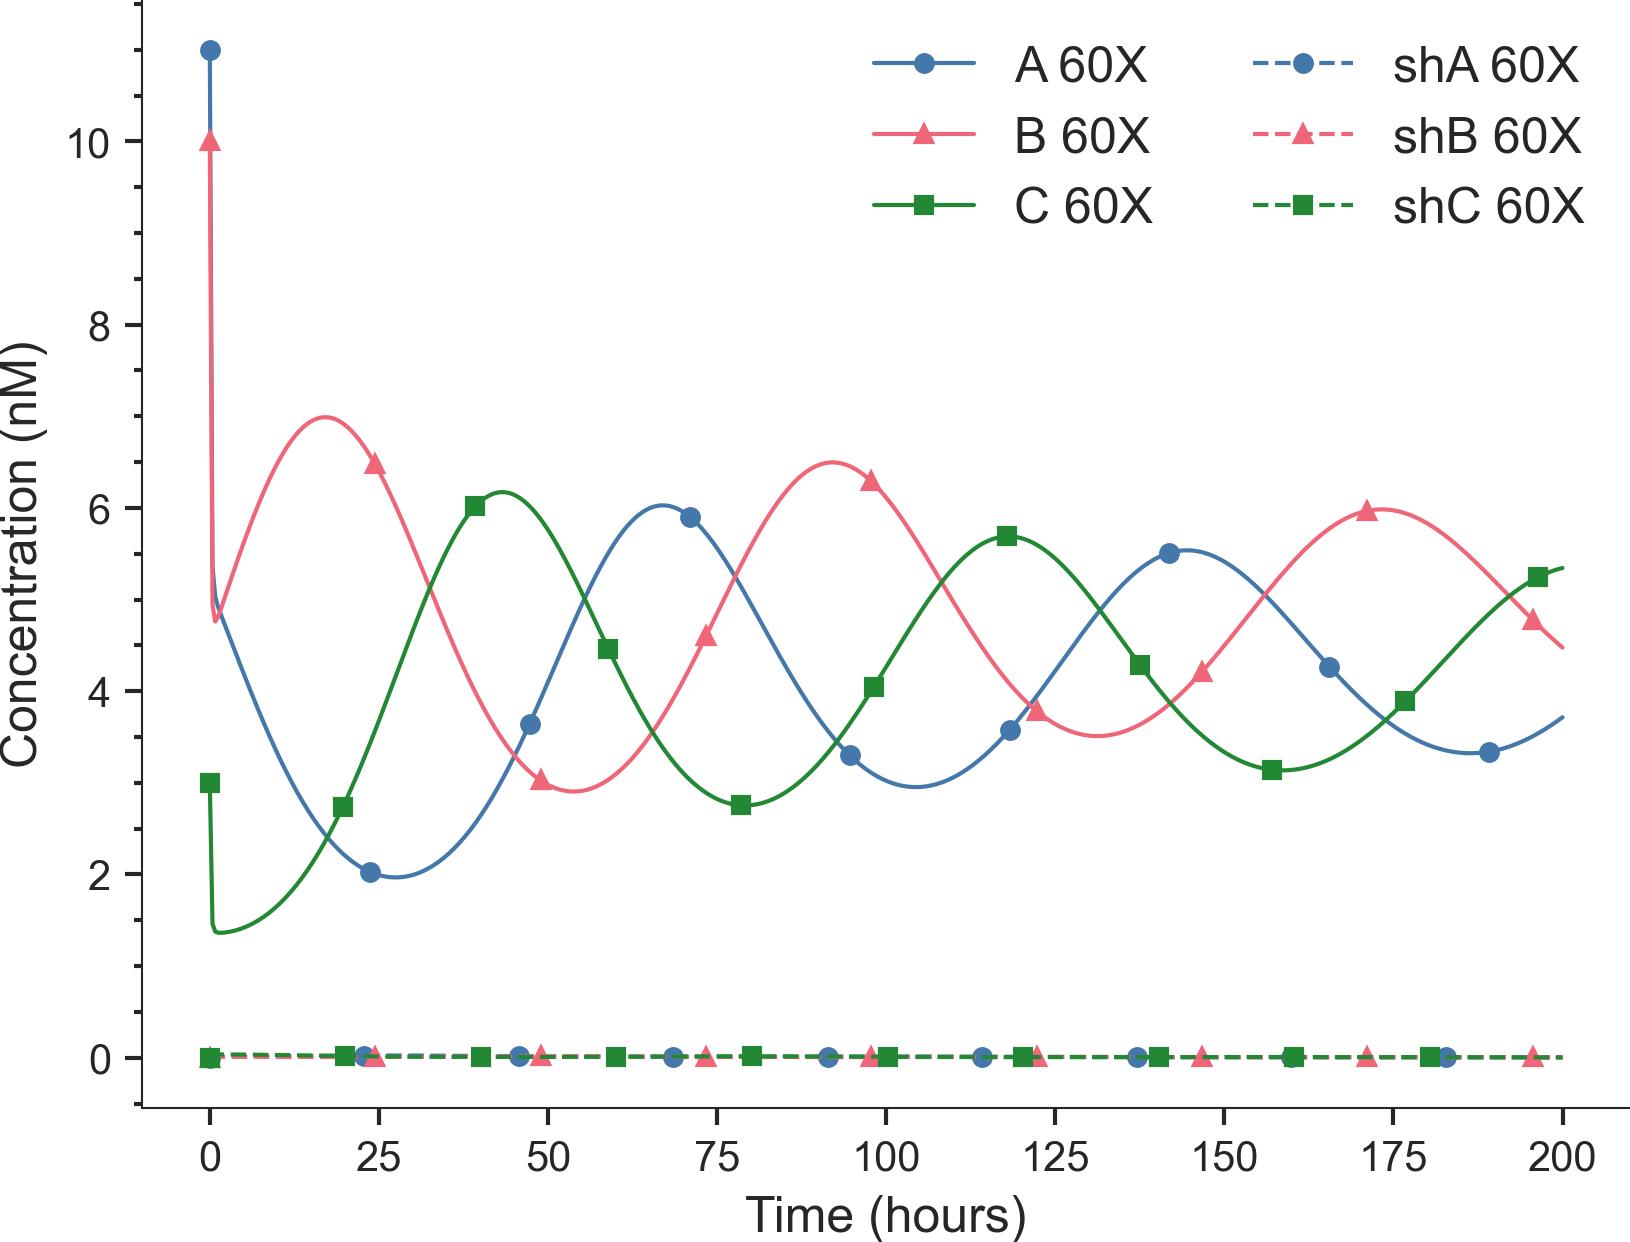 A 60X
B 60X
C 60X
shA 60X
shB 60X
shC 60X
Concentration (nM)
10
8
6
4
2
0
0 25 50 75 100 125 150 175 200
Time (hours)